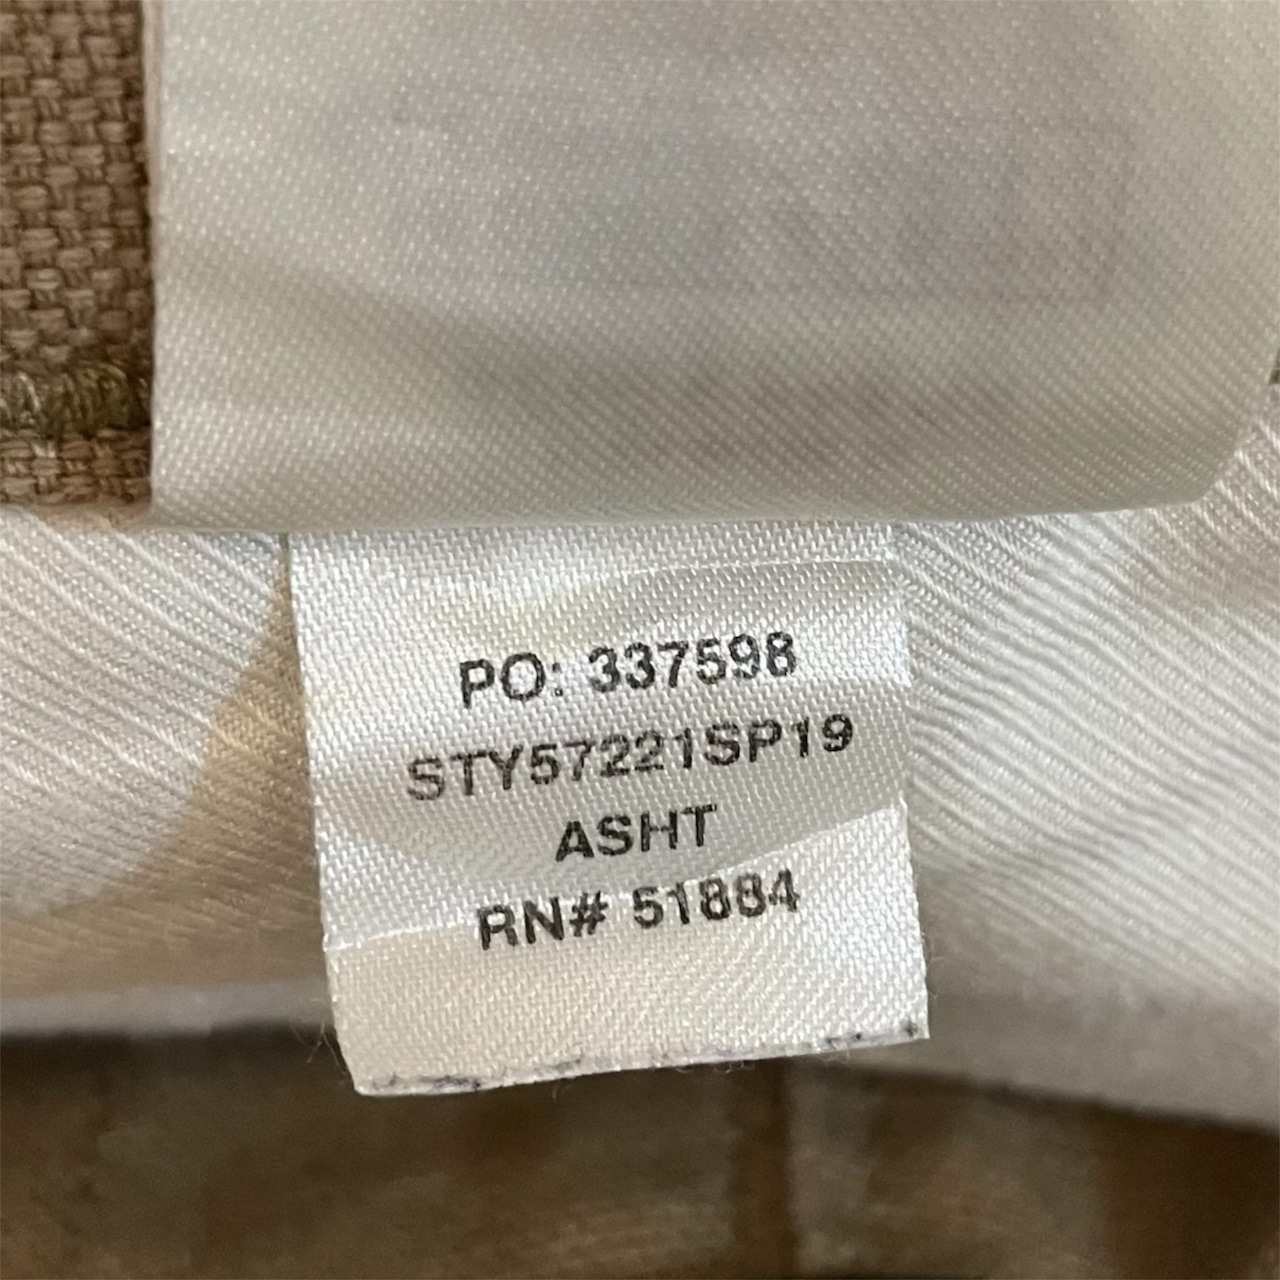 PO: 337598
STY57221SP19
ASHT
RN# 51884